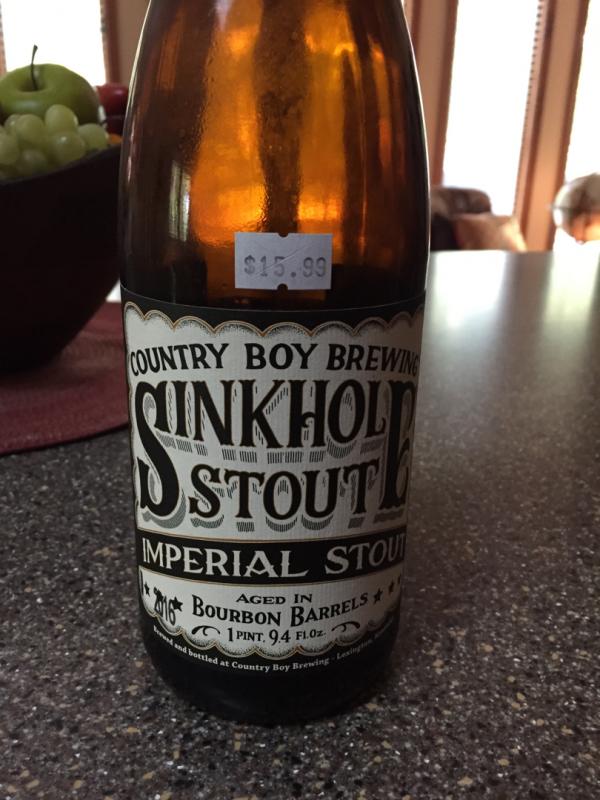 $15.99
COUNTRY BOY BREWING
SINKHOLE
STOUT
IMPERIAL STOUT
2016
AGED IN
BOURBON BARRELS
1 PINT, 9.4 Fl.Oz.
Brewed and bottled at Country Boy Brewing - Lexington,